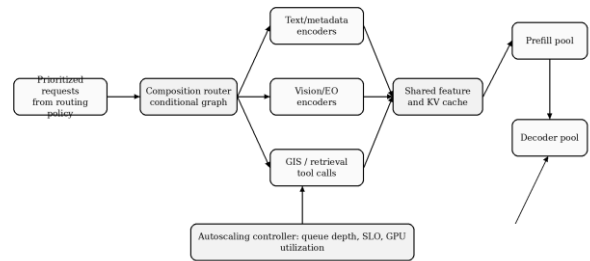 Prioritized
requests
from routing
policy
Composition router
conditional graph
Text/metadata
encoders
Vision/EO
encoders
GIS / retrieval
tool calls
Shared feature
and KV cache
Prefill pool
Decoder pool
Autoscaling controller: queue depth, SLO, GPU
utilization